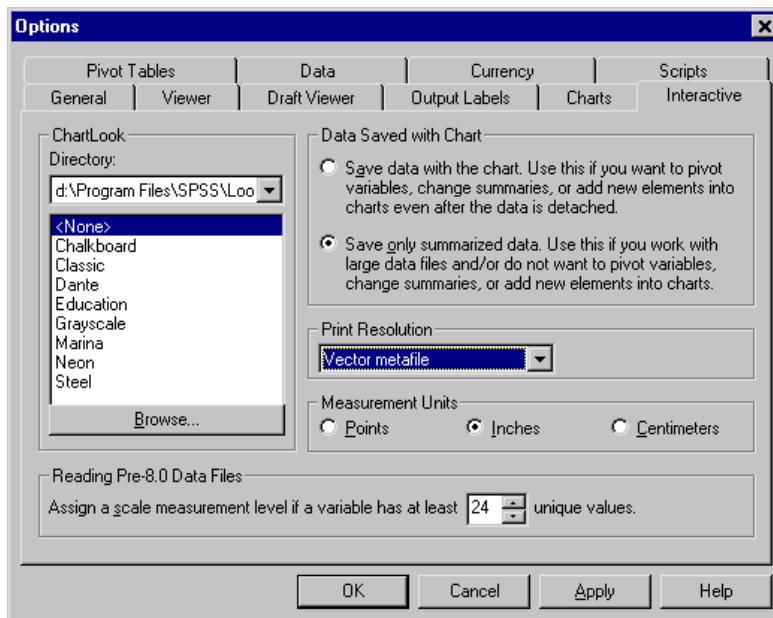 Options
Pivot Tables Data Currency Scripts
General Viewer Draft Viewer Output Labels Charts Interactive
ChartLook
Directory:
d:\Program Files\SPSS\Loo
<None>
Chalkboard
Classic
Dante
Education
Grayscale
Marina
Neon
Steel
Browse...
Data Saved with Chart
Save data with the chart. Use this if you want to pivot
variables, change summaries, or add new elements into
charts even after the data is detached.
Save only summarized data. Use this if you work with
large data files and/or do not want to pivot variables,
change summaries, or add new elements into charts.
Print Resolution
Vector metafile
Measurement Units
Points Inches Centimeters
Reading Pre-8.0 Data Files
Assign a scale measurement level if a variable has at least 24 unique values.
OK Cancel Apply Help